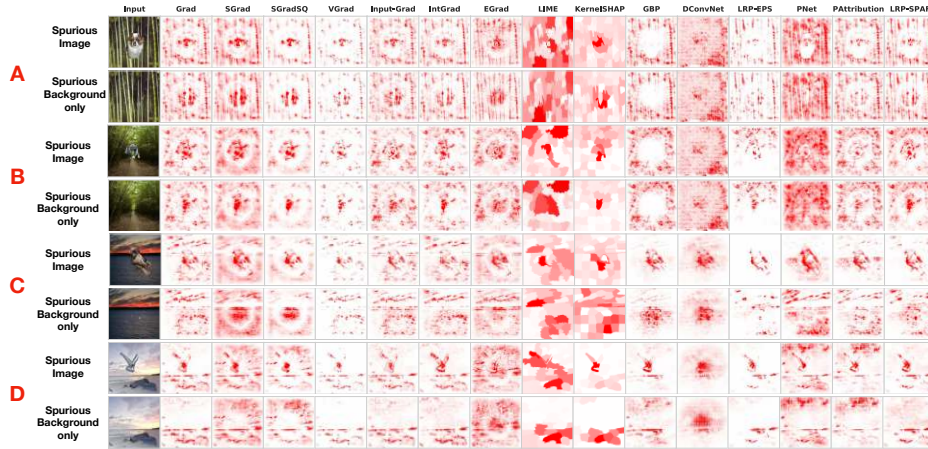 Input Grad SGrad SGradSQ VGrad Input-Grad IntGrad EGrad LIME KernelSHAP GBP DConvNet LRP-EPS PNet PAttribution LRP-SPAF
Spurious
Image
A
Spurious
Background
only
Spurious
Image
B
Spurious
Background
only
Spurious
Image
C
Spurious
Background
only
Spurious
Image
D
Spurious
Background
only